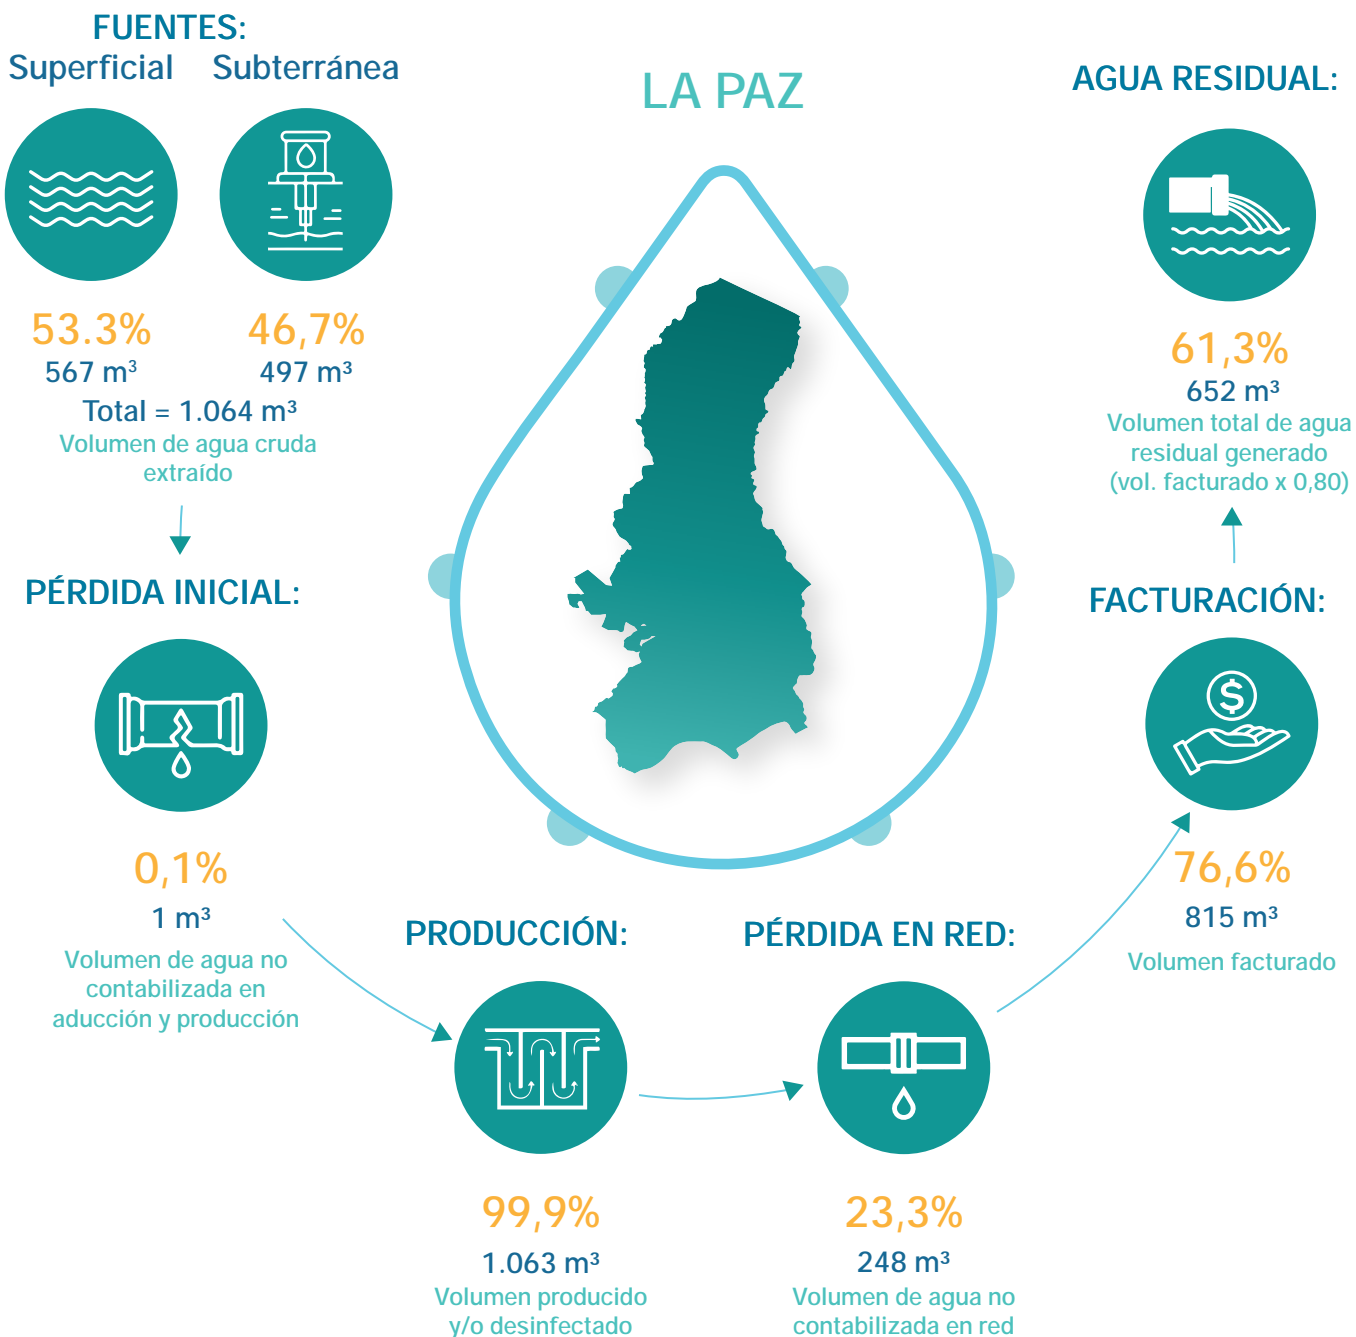 FUENTES:
Superficial Subterránea
53.3% 46,7%
567 m³ 497 m³
Total = 1.064 m³
Volumen de agua cruda
extraído
PÉRDIDA INICIAL:
0,1%
1 m³
Volumen de agua no
contabilizada en
aducción y producción
LA PAZ
PRODUCCIÓN:
99,9%
1.063 m³
Volumen producido
y/o desinfectado
PÉRDIDA EN RED:
23,3%
248 m³
Volumen de agua no
contabilizada en red
FACTURACIÓN:
$
76,6%
815 m³
Volumen facturado
AGUA RESIDUAL:
61,3%
652 m³
Volumen total de agua
residual generado
(vol. facturado x 0,80)